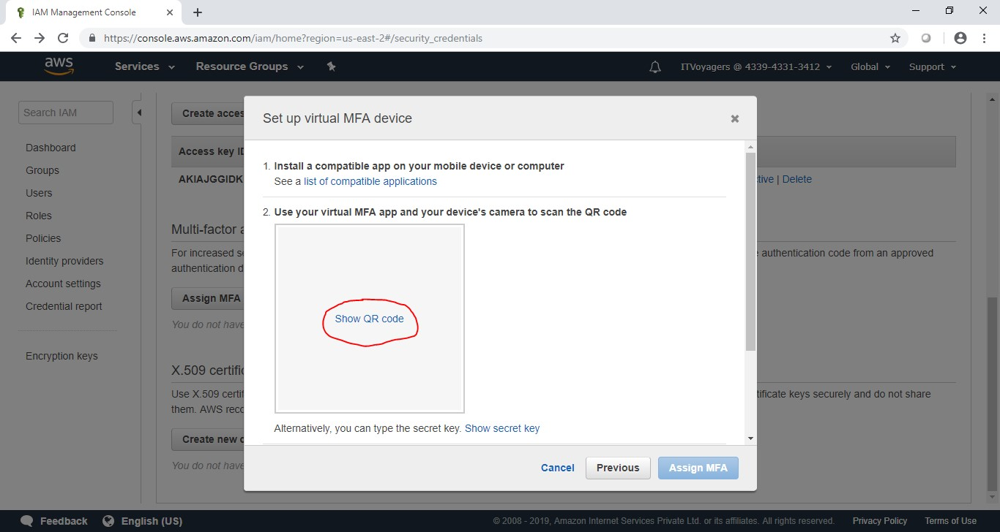 IAM Management Console
https://console.aws.amazon.com/iam/home?region=us-east-2#/security_credentials
aws Services Resource Groups ITVoyagers @ 4339-4331-3412 Global Support
Search IAM
Dashboard
Groups
Users
Roles
Policies
Identity providers
Account settings
Credential report
Encryption keys
Create acces
Access key ID
AKIAJGGIDK
tive | Delete
Multi-factor a
For increased se
authentication code from an approved
authentication d
Assign MFA
You do not have
X.509 certific
Use X.509 certif
tificate keys securely and do not share
them. AWS reco
Create new c
You do not have
Set up virtual MFA device
1. Install a compatible app on your mobile device or computer
See a list of compatible applications
2. Use your virtual MFA app and your device's camera to scan the QR code
Show QR code
Alternatively, you can type the secret key. Show secret key
Cancel Previous Assign MFA
Feedback English (US) © 2008 - 2019, Amazon Internet Services Private Ltd. or its affiliates. All rights reserved. Privacy Policy Terms of Use